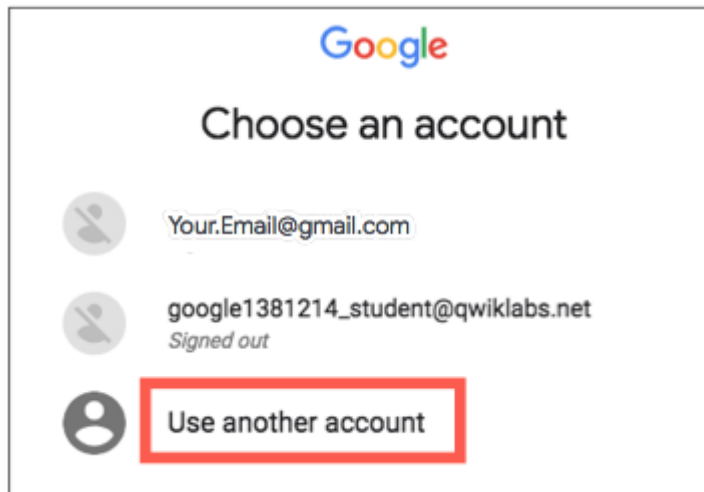 Google
Choose an account
Your.Email@gmail.com
google1381214_student@qwiklabs.net
Signed out
Use another account